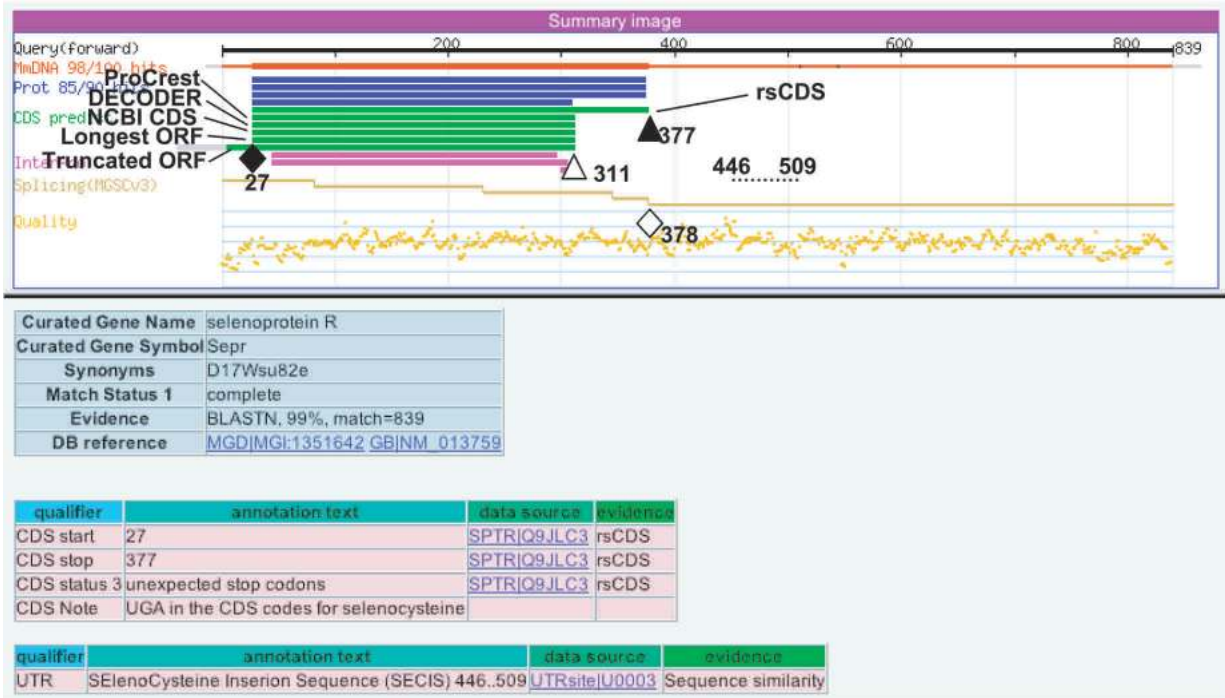 Summary image
Query(forward)
200 400 600 800 839
MmDNA 98/100 hits
ProCrest
Prot 85/90 hits
DECODER
rsCDS
CDS pred
NCBI CDS
Longest ORF
377
Truncated ORF
446 509
311
27
Splicing(MGSCv3)
Quality
378
Curated Gene Name selenoprotein R
Curated Gene Symbol Sepr
Synonyms D17Wsu82e
Match Status 1 complete
Evidence BLASTN, 99%, match=839
DB reference MGD|MGI:1351642 GB|NM_013759
qualifier annotation text data source evidence
CDS start 27 SPTR|Q9JLC3 rsCDS
CDS stop 377 SPTR|Q9JLC3 rsCDS
CDS status 3 unexpected stop codons SPTR|Q9JLC3 rsCDS
CDS Note UGA in the CDS codes for selenocysteine
qualifier annotation text data source evidence
UTR SElenoCysteine Inserion Sequence (SECIS) 446..509 UTRsite|U0003 Sequence similarity